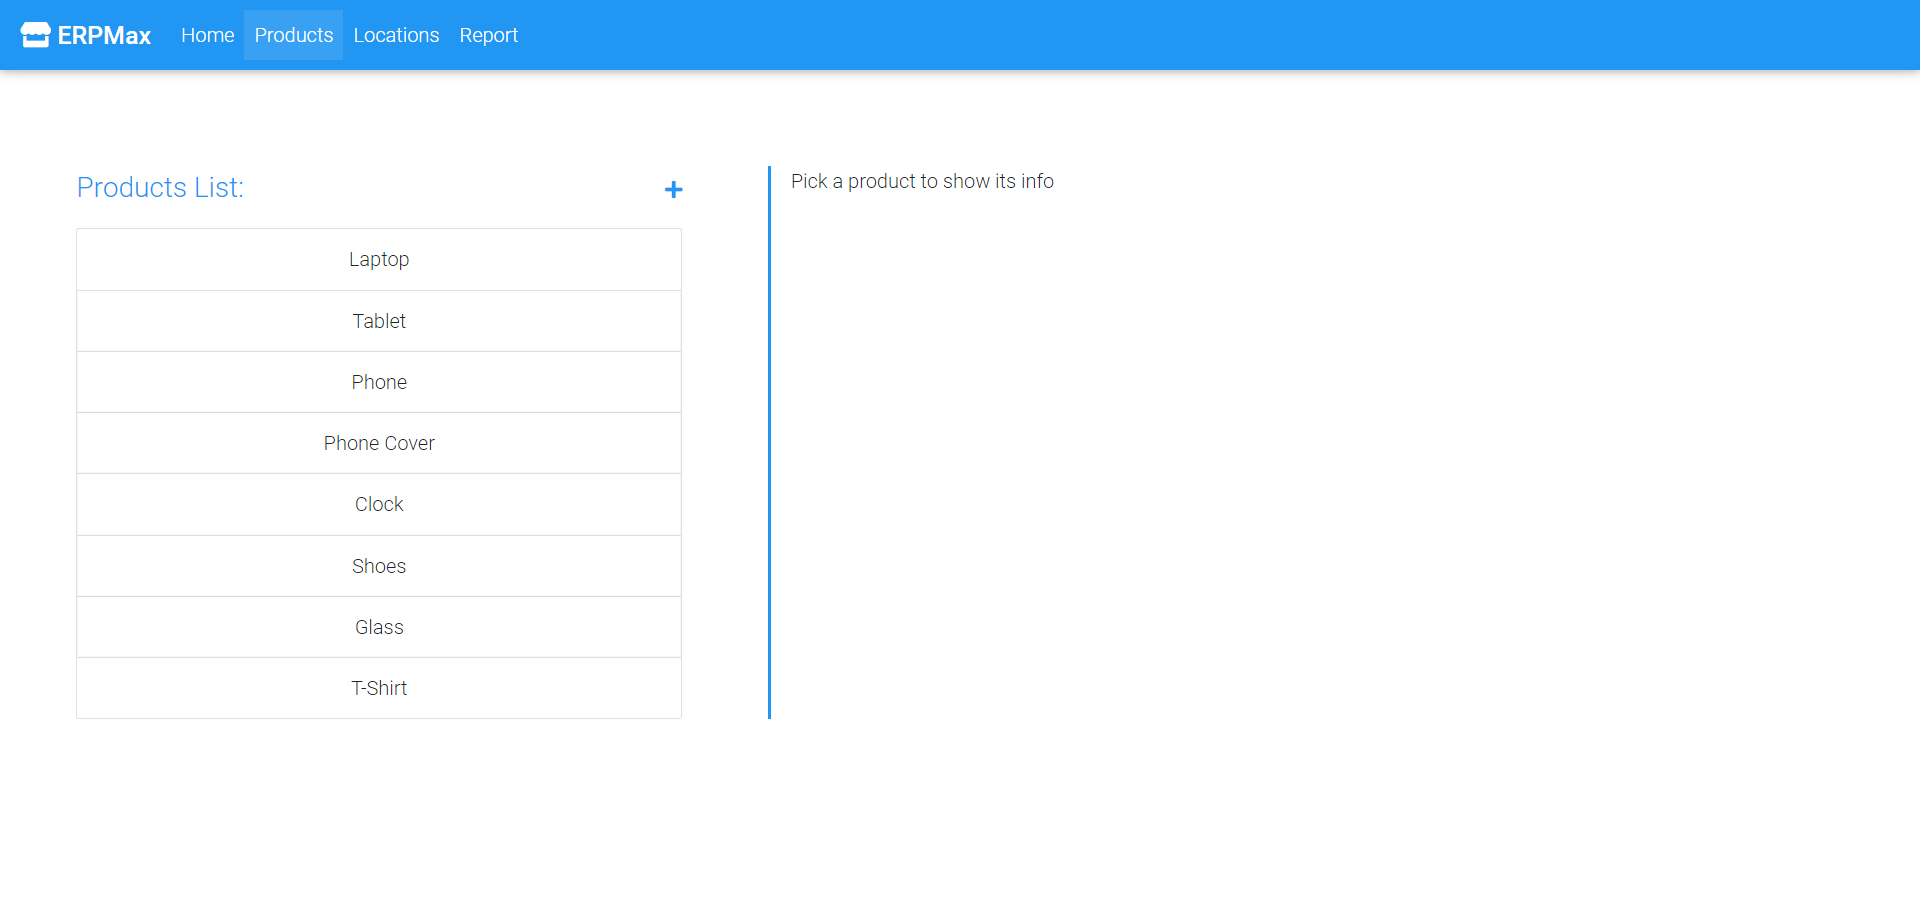 ERPMax Home Products Locations Report
Products List:
Laptop
Tablet
Phone
Phone Cover
Clock
Shoes
Glass
T-Shirt
Pick a product to show its info